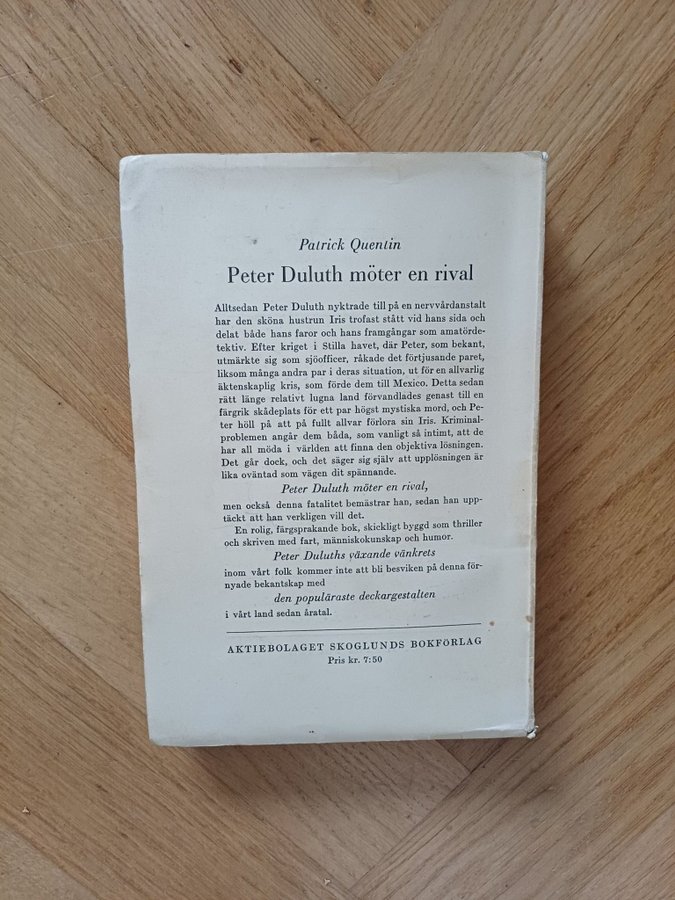 Patrick Quentin
Peter Duluth möter en rival
Alltsedan Peter Duluth nyktrade till på en nervvårdanstalt
har den sköna hustrun Iris trofast stått vid hans sida och
delat både hans faror och hans framgångar som amatörde-
tektiv. Efter kriget i Stilla havet, där Peter, som bekant,
utmärkte sig som sjöofficer, råkade det förtjusande paret,
liksom många andra par i deras situation, ut för en allvarlig
äktenskaplig kris, som förde dem till Mexico. Detta sedan
rätt länge relativt lugna land förvandlades genast till en
färgrik skådeplats för ett par högst mystiska mord, och Pe-
ter höll på att på fullt allvar förlora sin Iris. Kriminal-
problemen angår dem båda, som vanligt så intimt, att de
har all möda i världen att finna den objektiva lösningen.
Det går dock, och det säger sig själv att upplösningen är
lika oväntad som vägen dit spännande.
Peter Duluth möter en rival,
men också denna fatalitet bemästrar han, sedan han upp-
täckt att han verkligen vill det.
En rolig, färgsprakande bok, skickligt byggd som thriller
och skriven med fart, människokunskap och humor.
Peter Duluths växande vänkrets
inom vårt folk kommer inte att bli besviken på denna för-
nyade bekantskap med
den populäraste deckargestalten
i vårt land sedan åratal.
AKTIEBOLAGET SKOGLUNDS BOKFÖRLAG
Pris kr. 7:50